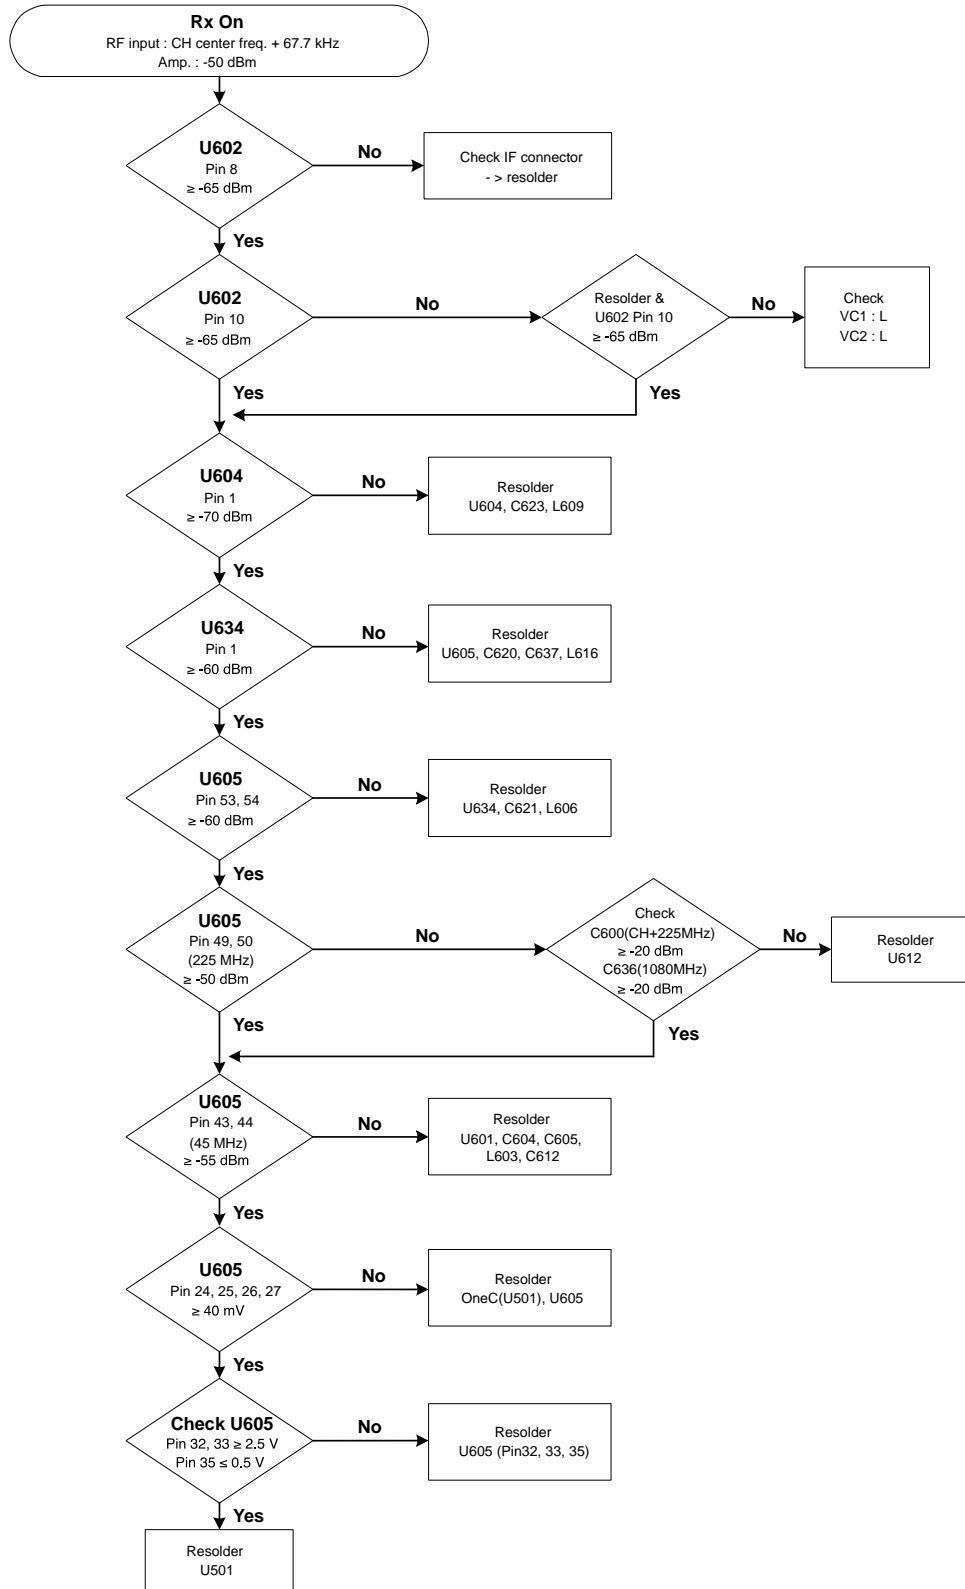 Rx On
RF input : CH center freq. + 67.7 kHz
Amp. : -50 dBm
U602
Pin 8
≥ -65 dBm
No
Check IF connector
- > resolder
Yes
U602
Pin 10
≥ -65 dBm
No
Resolder &
U602 Pin 10
≥ -65 dBm
No
Check
VC1 : L
VC2 : L
Yes
Yes
U604
Pin 1
≥ -70 dBm
No
Resolder
U604, C623, L609
Yes
U634
Pin 1
≥ -60 dBm
No
Resolder
U605, C620, C637, L616
Yes
U605
Pin 53, 54
≥ -60 dBm
No
Resolder
U634, C621, L606
Yes
U605
Pin 49, 50
(225 MHz)
≥ -50 dBm
No
Check
C600(CH+225MHz)
≥ -20 dBm
C636(1080MHz)
≥ -20 dBm
No
Resolder
U612
Yes
Yes
U605
Pin 43, 44
(45 MHz)
≥ -55 dBm
No
Resolder
U601, C604, C605,
L603, C612
Yes
U605
Pin 24, 25, 26, 27
≥ 40 mV
No
Resolder
OneC(U501), U605
Yes
Check U605
Pin 32, 33 ≥ 2.5 V
Pin 35 ≤ 0.5 V
No
Resolder
U605 (Pin32, 33, 35)
Yes
Resolder
U501